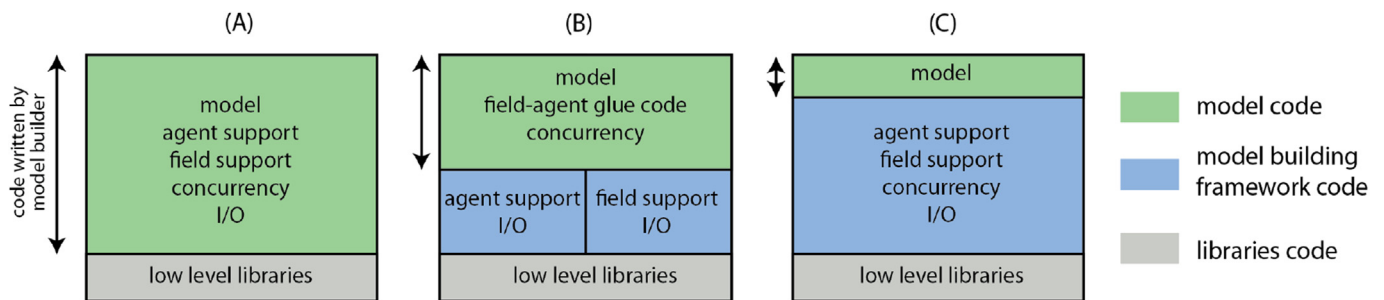 (A)
(B)
(C)
code written by
model builder
model
agent support
field support
concurrency
I/O
low level libraries
model
field-agent glue code
concurrency
agent support
I/O
field support
I/O
low level libraries
model
agent support
field support
concurrency
I/O
low level libraries
model code
model building
framework code
libraries code